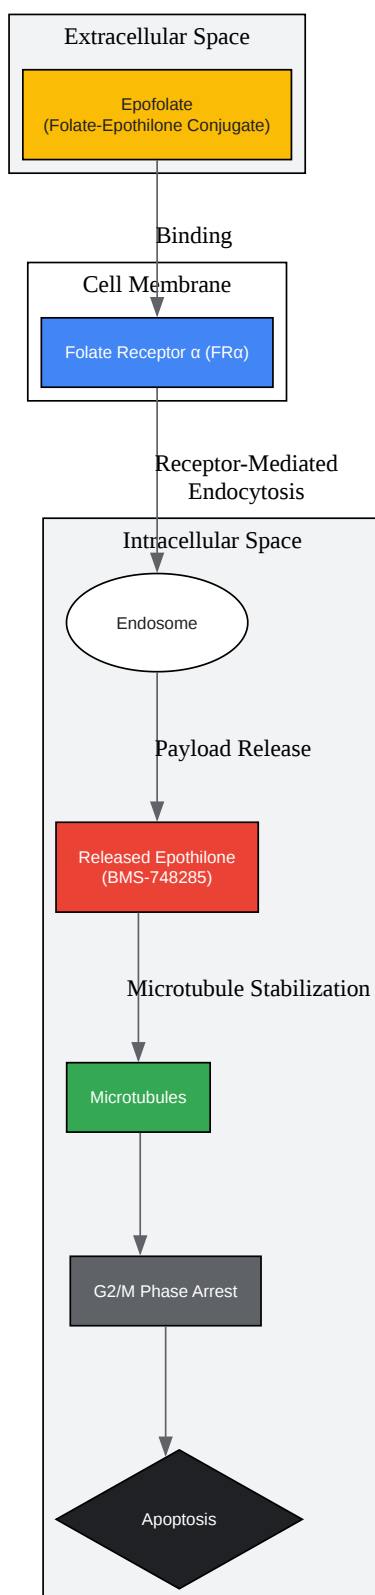 Extracellular Space
Epofolate
(Folate-Epothilone Conjugate)
Binding
Cell Membrane
Folate Receptor α (FRα)
Receptor-Mediated
Endocytosis
Intracellular Space
Endosome
Payload Release
Released Epothilone
(BMS-748285)
Microtubule Stabilization
Microtubules
G2/M Phase Arrest
Apoptosis